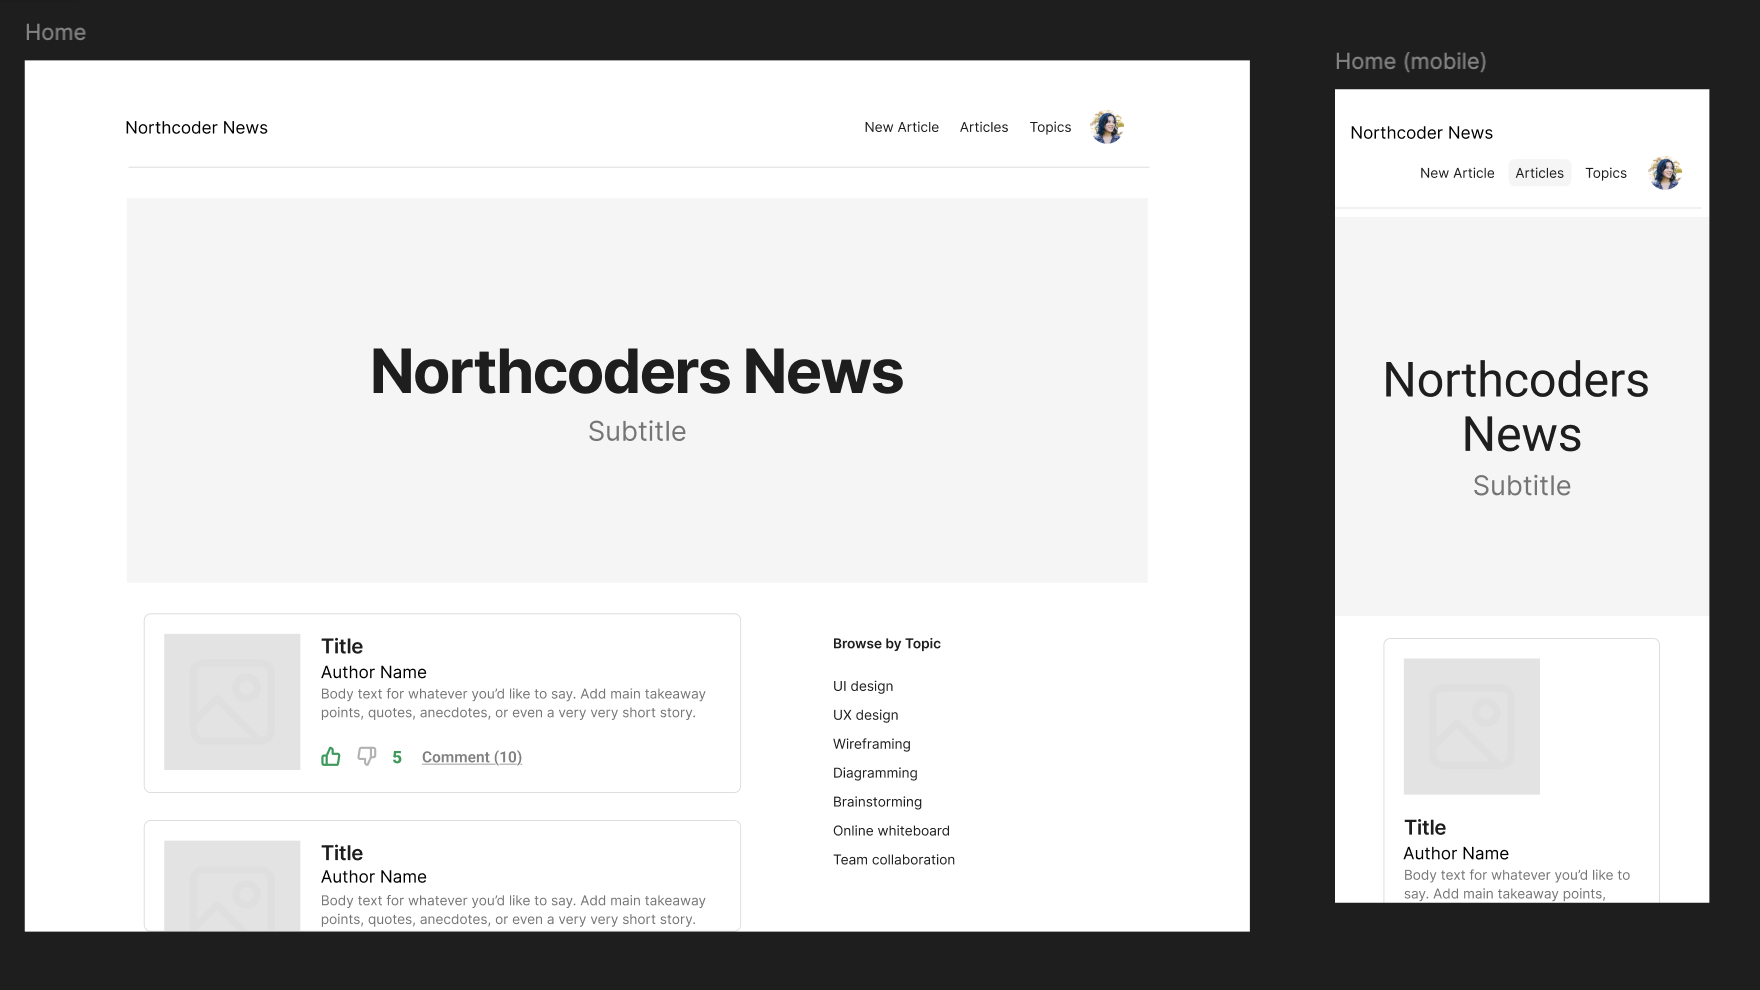 Home
Northcoder News
New Article
Articles
Topics
Northcoders News
Subtitle
Title
Author Name
Body text for whatever you’d like to say. Add main takeaway
points, quotes, anecdotes, or even a very very short story.
5
Comment (10)
Title
Author Name
Body text for whatever you’d like to say. Add main takeaway
points, quotes, anecdotes, or even a very very short story.
Browse by Topic
UI design
UX design
Wireframing
Diagramming
Brainstorming
Online whiteboard
Team collaboration
Home (mobile)
Northcoder News
New Article
Articles
Topics
Northcoders
News
Subtitle
Title
Author Name
Body text for whatever you’d like to
say. Add main takeaway points,